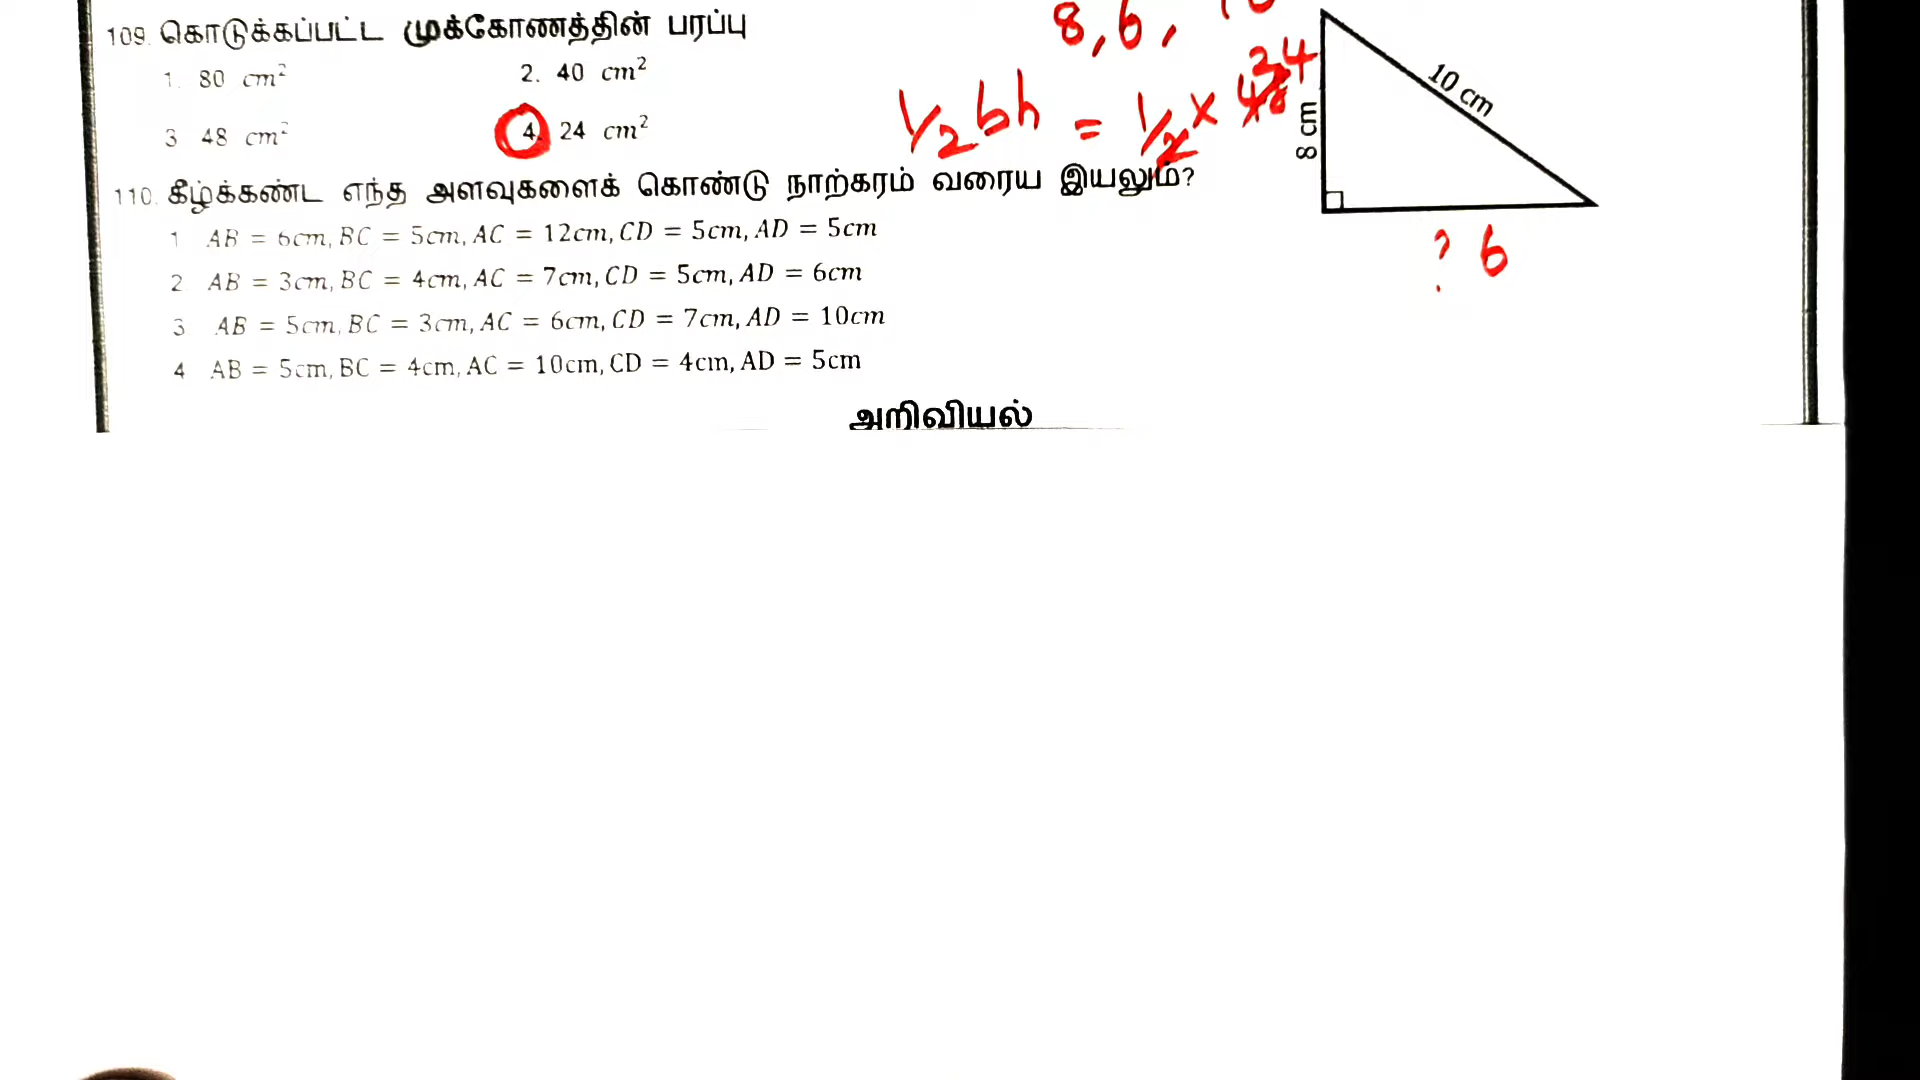 109. கொடுக்கப்பட்ட முக்கோணத்தின் பரப்பு
1. 80 cm²
2. 40 cm²
3 48 cm²
4. 24 cm²
8, 6,
½ bh = ½ × 48 24
8 cm
10 cm
? 6
110. கீழ்க்கண்ட எந்த அளவுகளைக் கொண்டு நாற்கரம் வரைய இயலும்?
1 AB = 6cm, BC = 5cm, AC = 12cm, CD = 5cm, AD = 5cm
2 AB = 3cm, BC = 4cm, AC = 7cm, CD = 5cm, AD = 6cm
3 AB = 5cm, BC = 3cm, AC = 6cm, CD = 7cm, AD = 10cm
4 AB = 5cm, BC = 4cm, AC = 10cm, CD = 4cm, AD = 5cm
அறிவியல்